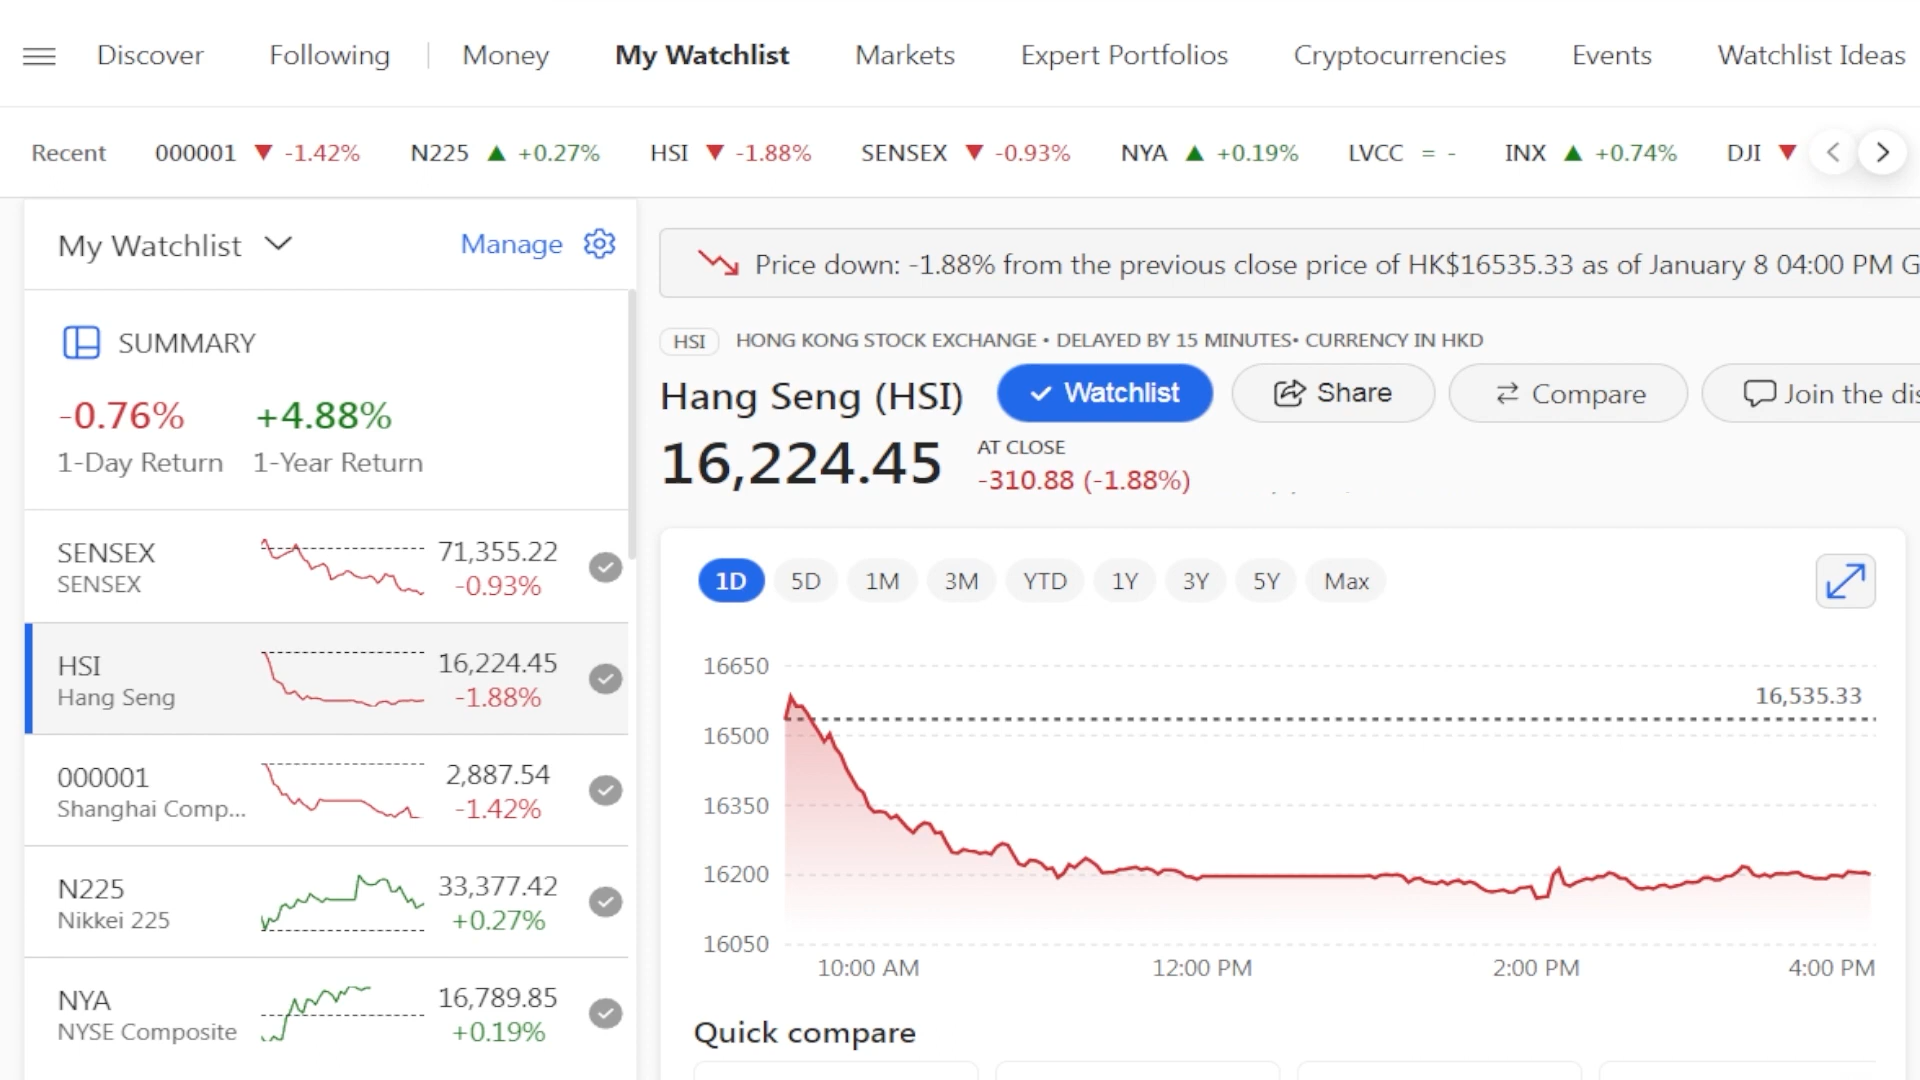 Discover Following Money My Watchlist Markets Expert Portfolios Cryptocurrencies Events Watchlist Ideas
Recent 000001 ▼ -1.42% N225 ▲ +0.27% HSI ▼ -1.88% SENSEX ▼ -0.93% NYA ▲ +0.19% LVCC = - INX ▲ +0.74% DJI ▼
My Watchlist Manage
SUMMARY
-0.76% +4.88%
1-Day Return 1-Year Return
SENSEX 71,355.22
SENSEX -0.93%
HSI 16,224.45
Hang Seng -1.88%
000001 2,887.54
Shanghai Comp... -1.42%
N225 33,377.42
Nikkei 225 +0.27%
NYA 16,789.85
NYSE Composite +0.19%
Price down: -1.88% from the previous close price of HK$16535.33 as of January 8 04:00 PM G
HSI HONG KONG STOCK EXCHANGE • DELAYED BY 15 MINUTES• CURRENCY IN HKD
Hang Seng (HSI) Watchlist Share Compare Join the dis
16,224.45 AT CLOSE
-310.88 (-1.88%)
1D 5D 1M 3M YTD 1Y 3Y 5Y Max
16650
16,535.33
16500
16350
16200
16050
10:00 AM 12:00 PM 2:00 PM 4:00 PM
Quick compare